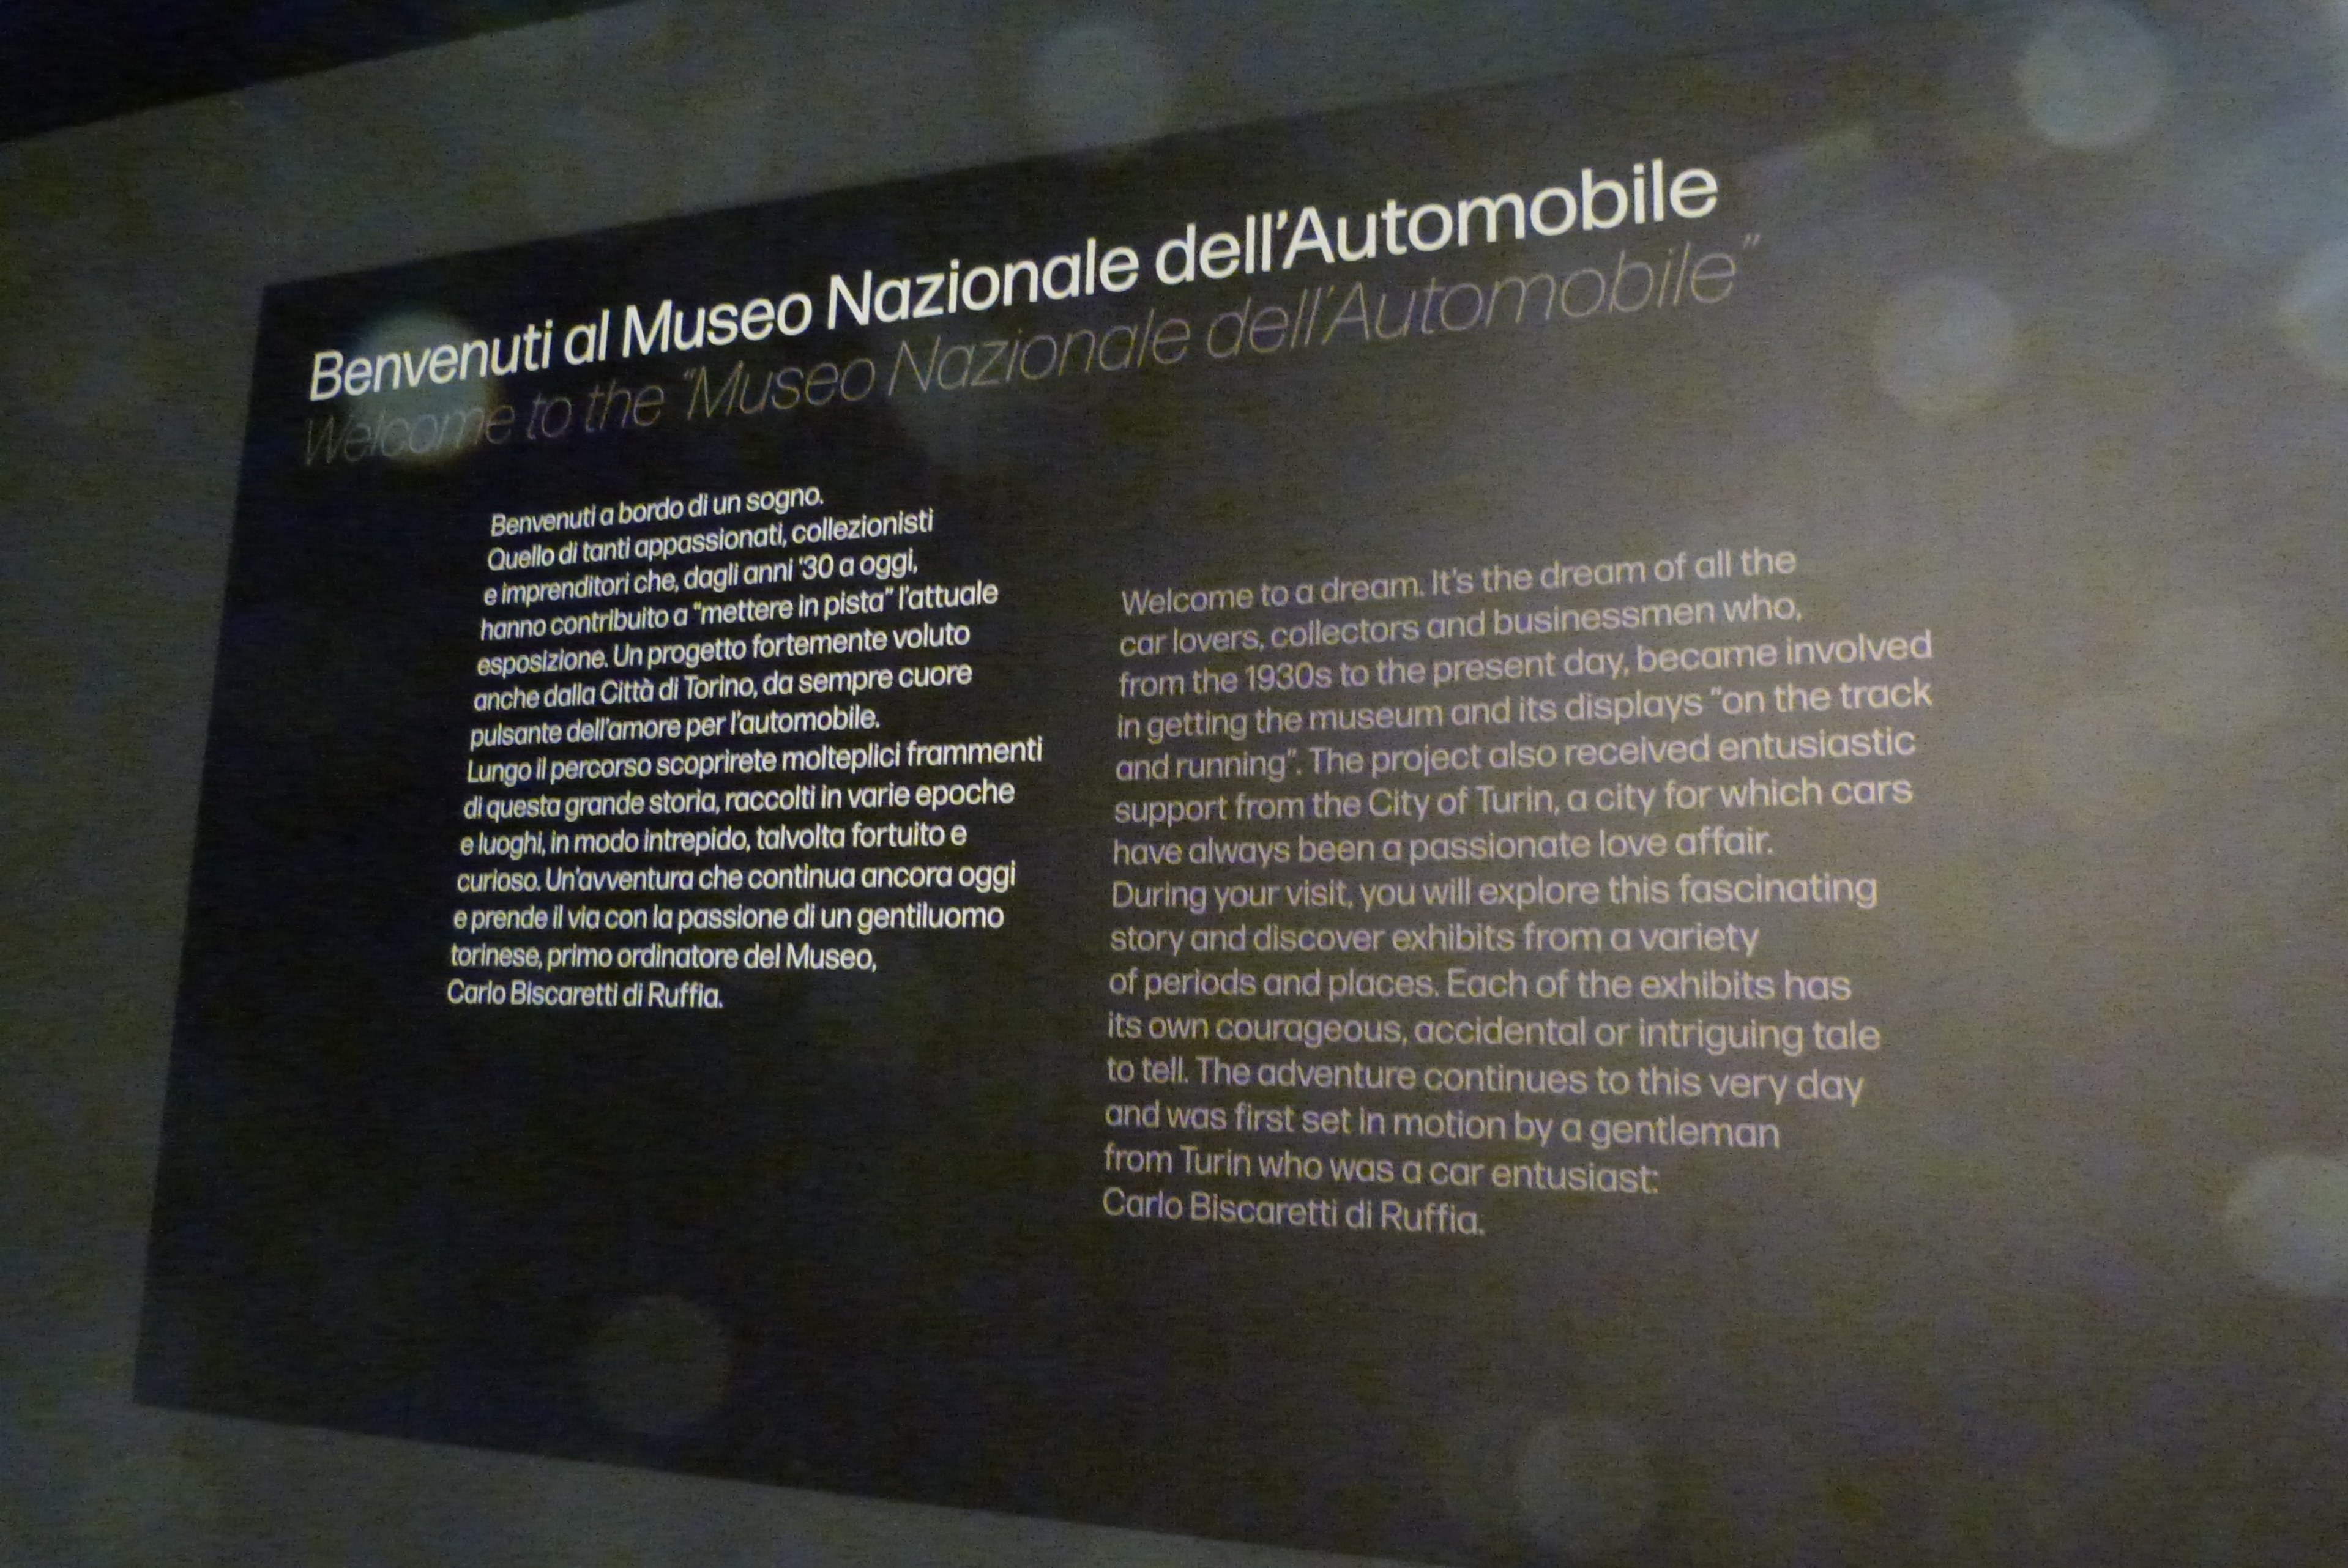 Benvenuti al Museo Nazionale dell'Automobile
Welcome to the "Museo Nazionale dell'Automobile"
Benvenuti a bordo di un sogno.
Quello di tanti appassionati, collezionisti
e imprenditori che, dagli anni '30 a oggi,
hanno contribuito a "mettere in pista" l'attuale
esposizione. Un progetto fortemente voluto
anche dalla Città di Torino, da sempre cuore
pulsante dell'amore per l'automobile.
Lungo il percorso scoprirete molteplici frammenti
di questa grande storia, raccolti in varie epoche
e luoghi, in modo intrepido, talvolta fortuito e
curioso. Un'avventura che continua ancora oggi
e prende il via con la passione di un gentiluomo
torinese, primo ordinatore del Museo,
Carlo Biscaretti di Ruffia.
Welcome to a dream. It's the dream of all the
car lovers, collectors and businessmen who,
from the 1930s to the present day, became involved
in getting the museum and its displays "on the track
and running". The project also received entusiastic
support from the City of Turin, a city for which cars
have always been a passionate love affair.
During your visit, you will explore this fascinating
story and discover exhibits from a variety
of periods and places. Each of the exhibits has
its own courageous, accidental or intriguing tale
to tell. The adventure continues to this very day
and was first set in motion by a gentleman
from Turin who was a car entusiast:
Carlo Biscaretti di Ruffia.